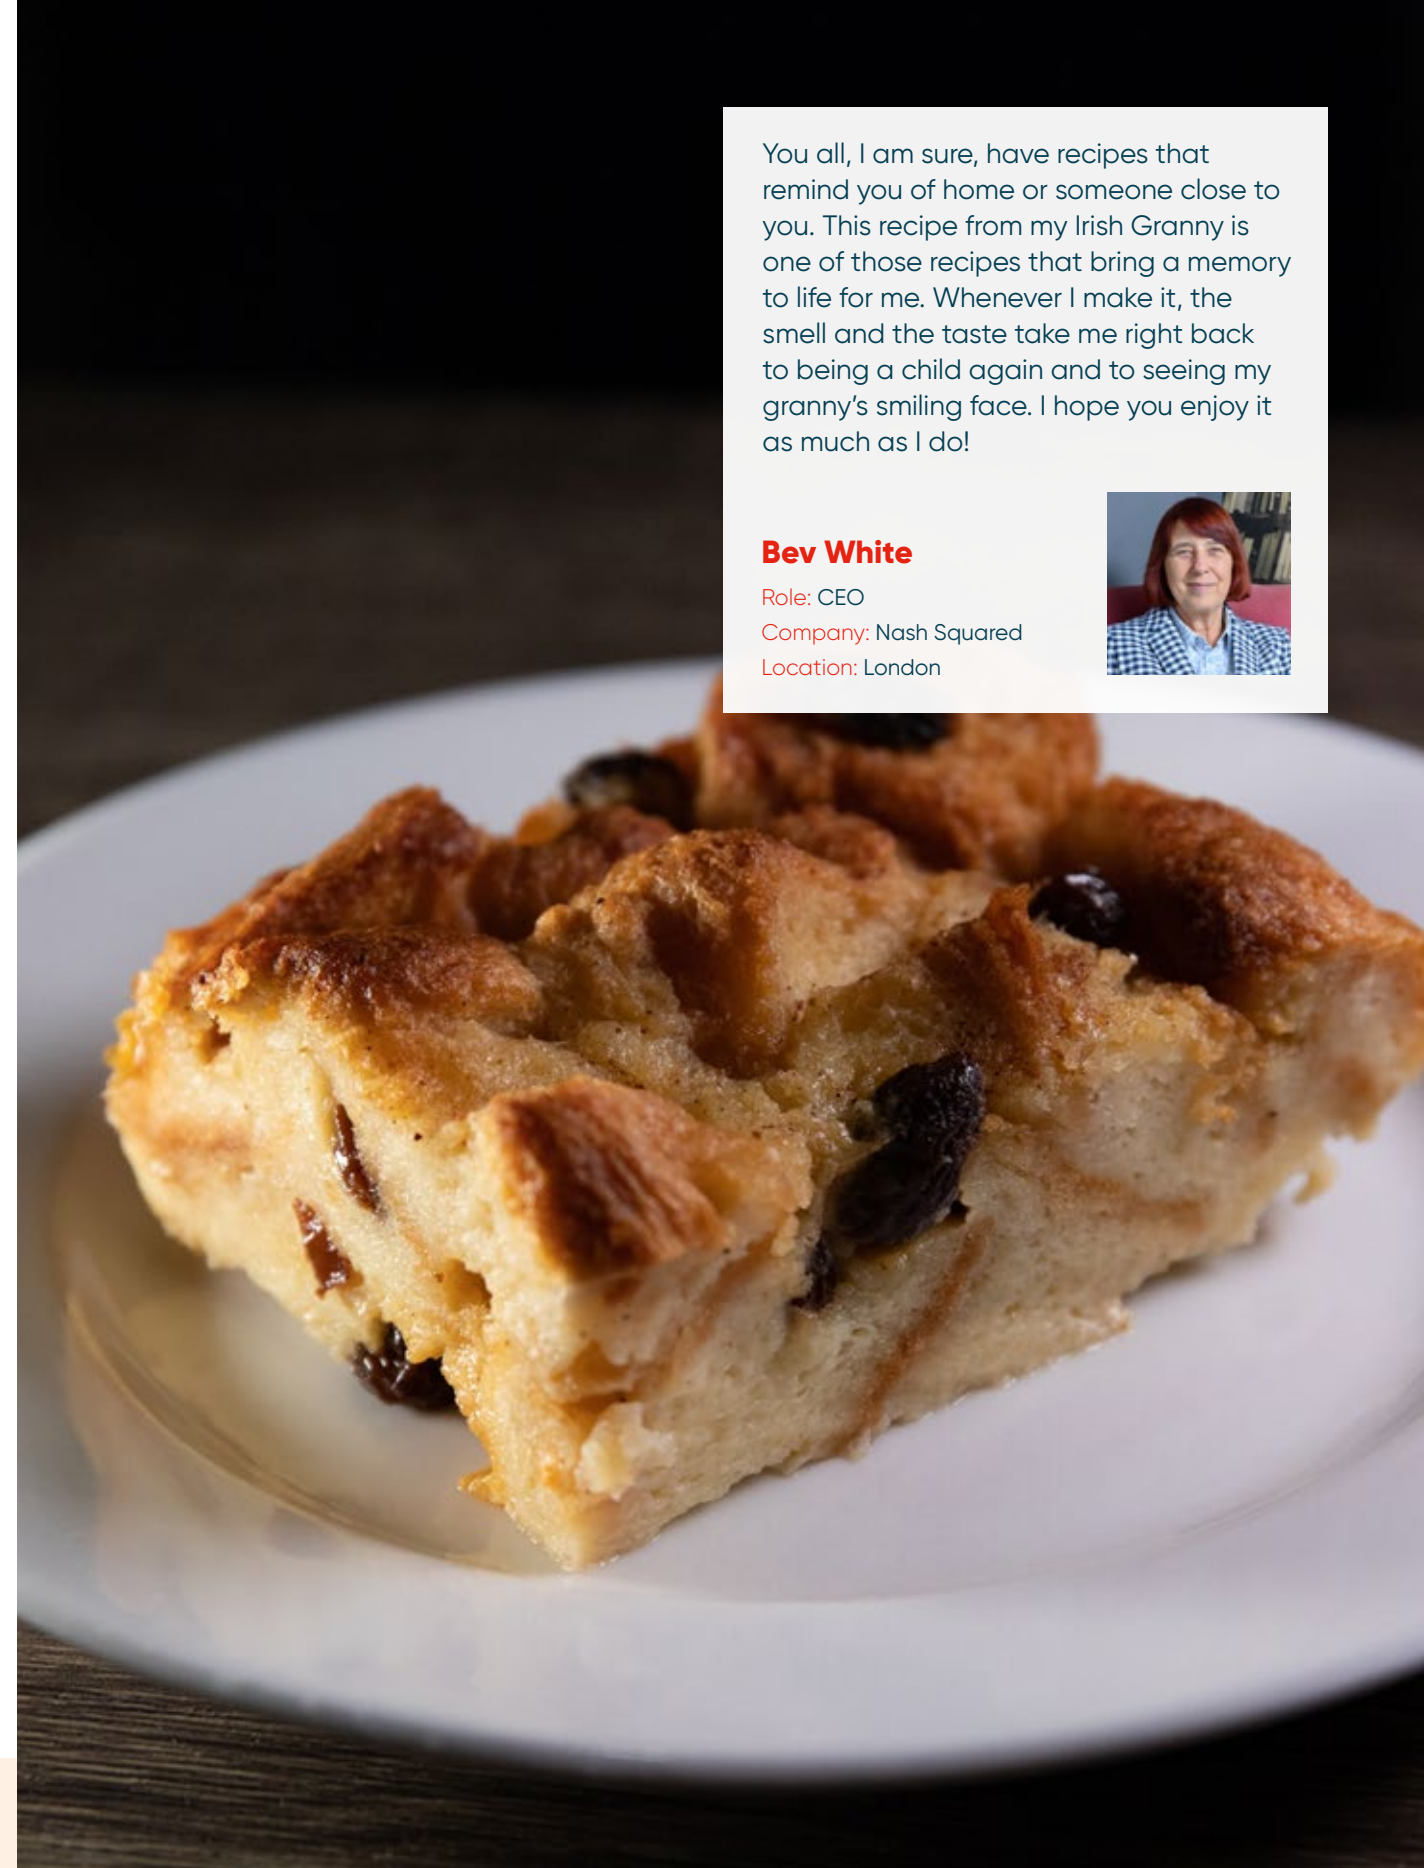 You all, I am sure, have recipes that
remind you of home or someone close to
you. This recipe from my Irish Granny is
one of those recipes that bring a memory
to life for me. Whenever I make it, the
smell and the taste take me right back
to being a child again and to seeing my
granny’s smiling face. I hope you enjoy it
as much as I do!
Bev White
Role: CEO
Company: Nash Squared
Location: London